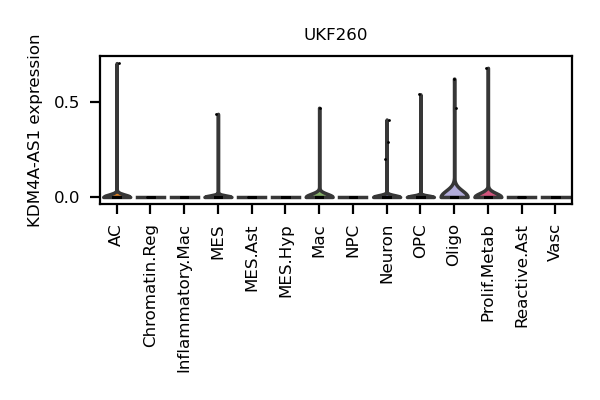 UKF260
KDM4A-AS1 expression
0.5
0.0
AC
Chromatin.Reg
Inflammatory.Mac
MES
MES.Ast
MES.Hyp
Mac
NPC
Neuron
OPC
Oligo
Prolif.Metab
Reactive.Ast
Vasc